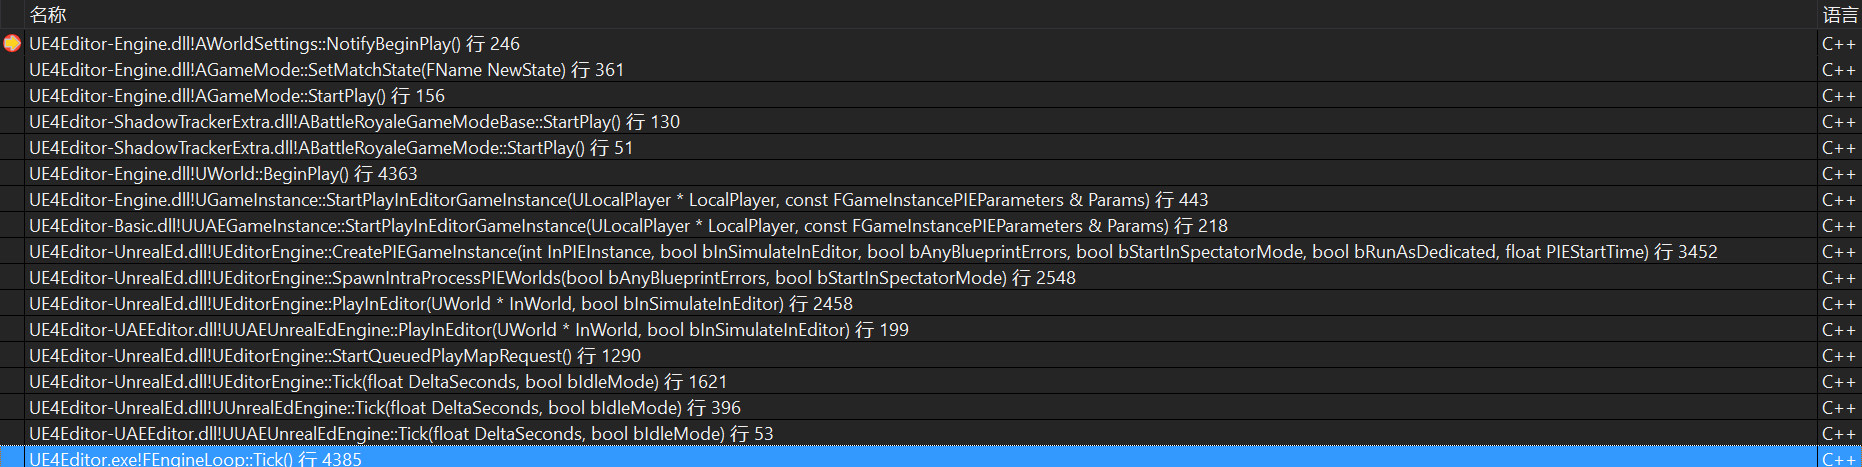 名称 语言
UE4Editor-Engine.dll!AWorldSettings::NotifyBeginPlay() 行 246 C++
UE4Editor-Engine.dll!AGameMode::SetMatchState(FName NewState) 行 361 C++
UE4Editor-Engine.dll!AGameMode::StartPlay() 行 156 C++
UE4Editor-ShadowTrackerExtra.dll!ABattleRoyaleGameModeBase::StartPlay() 行 130 C++
UE4Editor-ShadowTrackerExtra.dll!ABattleRoyaleGameMode::StartPlay() 行 51 C++
UE4Editor-Engine.dll!UWorld::BeginPlay() 行 4363 C++
UE4Editor-Engine.dll!UGameInstance::StartPlayInEditorGameInstance(ULocalPlayer * LocalPlayer, const FGameInstancePIEParameters & Params) 行 443 C++
UE4Editor-Basic.dll!UUAEGameInstance::StartPlayInEditorGameInstance(ULocalPlayer * LocalPlayer, const FGameInstancePIEParameters & Params) 行 218 C++
UE4Editor-UnrealEd.dll!UEditorEngine::CreatePIEGameInstance(int InPIEInstance, bool bInSimulateInEditor, bool bAnyBlueprintErrors, bool bStartInSpectatorMode, bool bRunAsDedicated, float PIEStartTime) 行 3452 C++
UE4Editor-UnrealEd.dll!UEditorEngine::SpawnIntraProcessPIEWorlds(bool bAnyBlueprintErrors, bool bStartInSpectatorMode) 行 2548 C++
UE4Editor-UnrealEd.dll!UEditorEngine::PlayInEditor(UWorld * InWorld, bool bInSimulateInEditor) 行 2458 C++
UE4Editor-UAEEditor.dll!UUAEUnrealEdEngine::PlayInEditor(UWorld * InWorld, bool bInSimulateInEditor) 行 199 C++
UE4Editor-UnrealEd.dll!UEditorEngine::StartQueuedPlayMapRequest() 行 1290 C++
UE4Editor-UnrealEd.dll!UEditorEngine::Tick(float DeltaSeconds, bool bIdleMode) 行 1621 C++
UE4Editor-UnrealEd.dll!UUnrealEdEngine::Tick(float DeltaSeconds, bool bIdleMode) 行 396 C++
UE4Editor-UAEEditor.dll!UUAEUnrealEdEngine::Tick(float DeltaSeconds, bool bIdleMode) 行 53 C++
UE4Editor.exe!FEngineLoop::Tick() 行 4385 C++